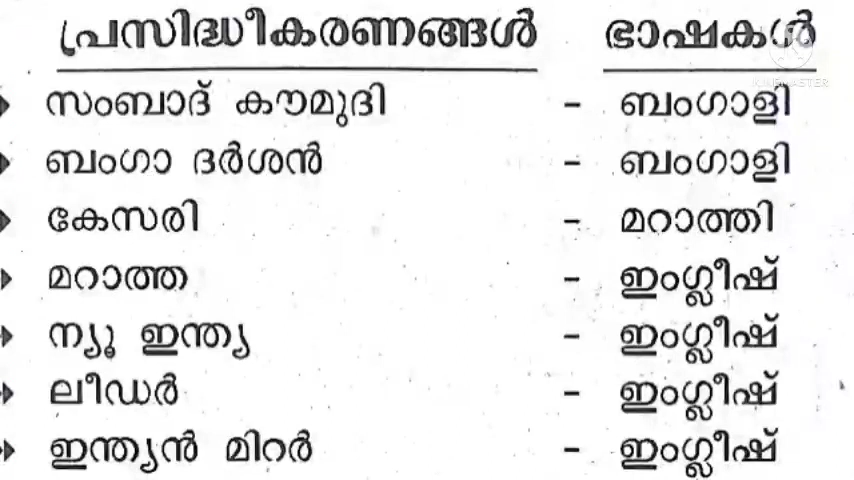 പ്രസിദ്ധീകരണങ്ങൾ ഭാഷകൾ
സംബാദ് കൗമുദി - ബംഗാളി
ബംഗാ ദർശൻ - ബംഗാളി
കേസരി - മറാത്തി
മറാത്ത - ഇംഗ്ലീഷ്
ന്യൂ ഇന്ത്യ - ഇംഗ്ലീഷ്
ലീഡർ - ഇംഗ്ലീഷ്
ഇന്ത്യൻ മിറർ - ഇംഗ്ലീഷ്